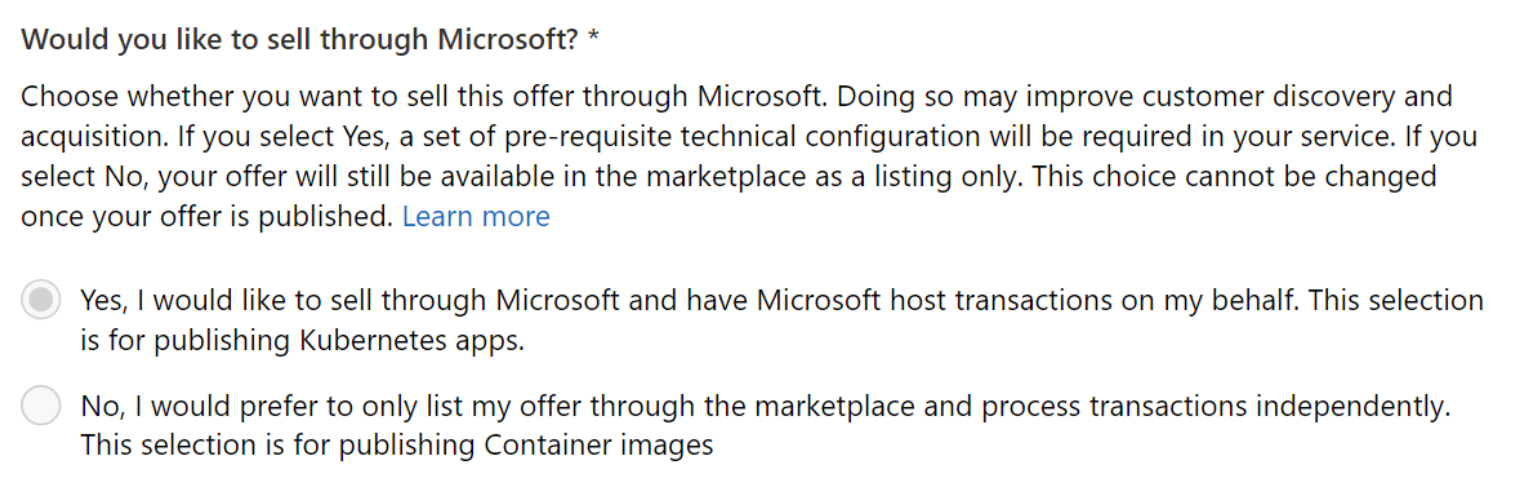 Would you like to sell through Microsoft? *
Choose whether you want to sell this offer through Microsoft. Doing so may improve customer discovery and
acquisition. If you select Yes, a set of pre-requisite technical configuration will be required in your service. If you
select No, your offer will still be available in the marketplace as a listing only. This choice cannot be changed
once your offer is published. Learn more
Yes, I would like to sell through Microsoft and have Microsoft host transactions on my behalf. This selection
is for publishing Kubernetes apps.
No, I would prefer to only list my offer through the marketplace and process transactions independently.
This selection is for publishing Container images